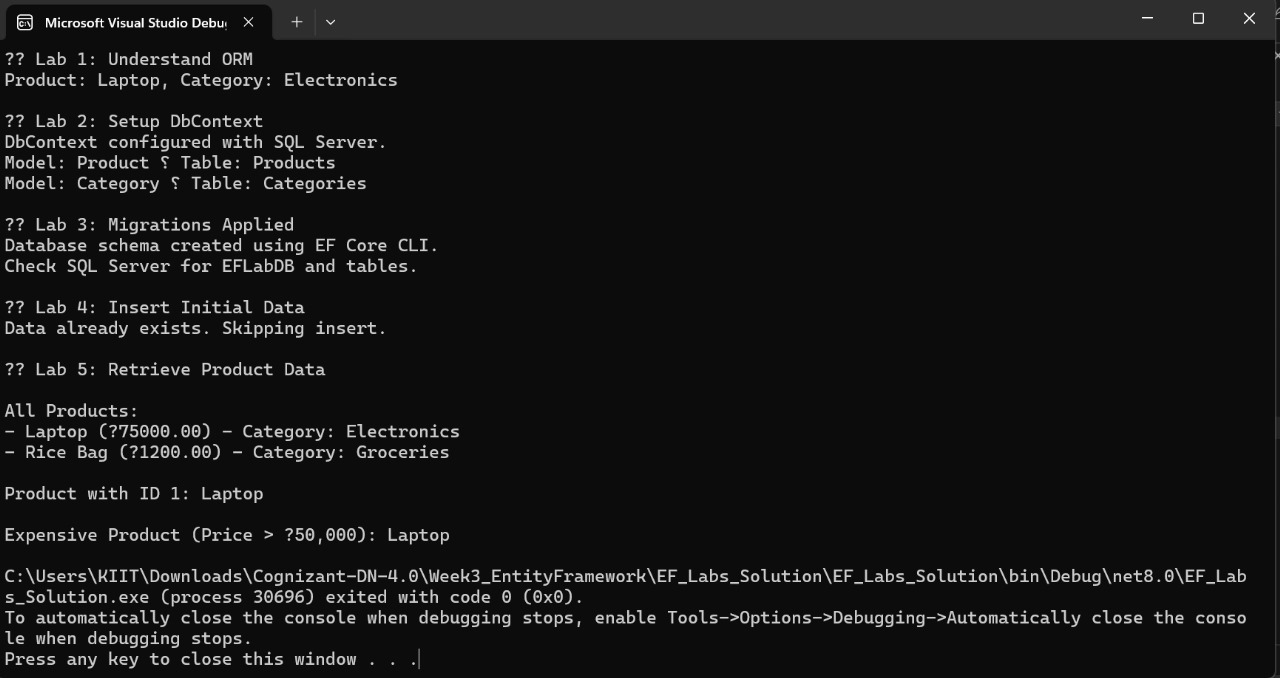 Microsoft Visual Studio Debu
?? Lab 1: Understand ORM
Product: Laptop, Category: Electronics
?? Lab 2: Setup DbContext
DbContext configured with SQL Server.
Model: Product ʕ Table: Products
Model: Category ʕ Table: Categories
?? Lab 3: Migrations Applied
Database schema created using EF Core CLI.
Check SQL Server for EFLabDB and tables.
?? Lab 4: Insert Initial Data
Data already exists. Skipping insert.
?? Lab 5: Retrieve Product Data
All Products:
- Laptop (?75000.00) - Category: Electronics
- Rice Bag (?1200.00) - Category: Groceries
Product with ID 1: Laptop
Expensive Product (Price > ?50,000): Laptop
C:\Users\KIIT\Downloads\Cognizant-DN-4.0\Week3_EntityFramework\EF_Labs_Solution\EF_Labs_Solution\bin\Debug\net8.0\EF_Lab
s_Solution.exe (process 30696) exited with code 0 (0x0).
To automatically close the console when debugging stops, enable Tools->Options->Debugging->Automatically close the conso
le when debugging stops.
Press any key to close this window . . .